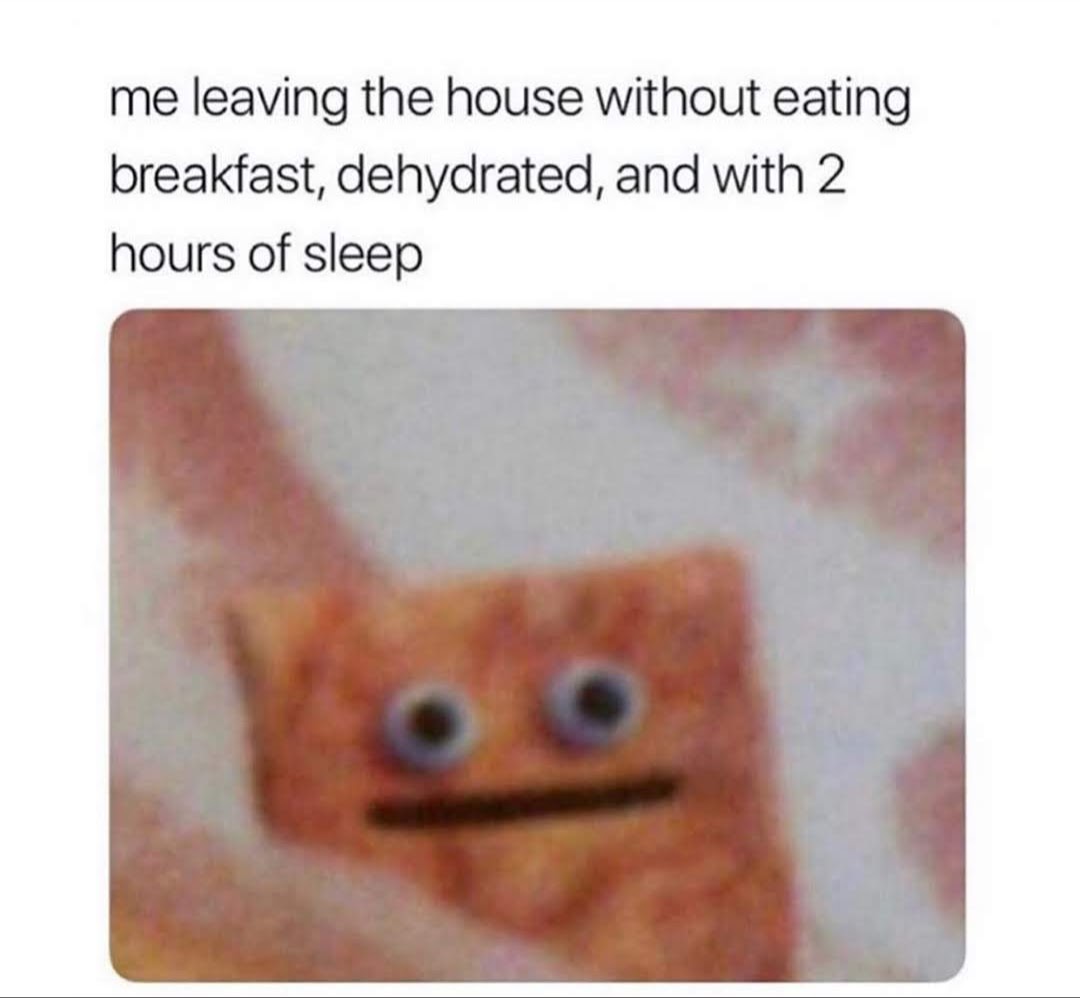 me leaving the house without eating
breakfast, dehydrated, and with 2
hours of sleep